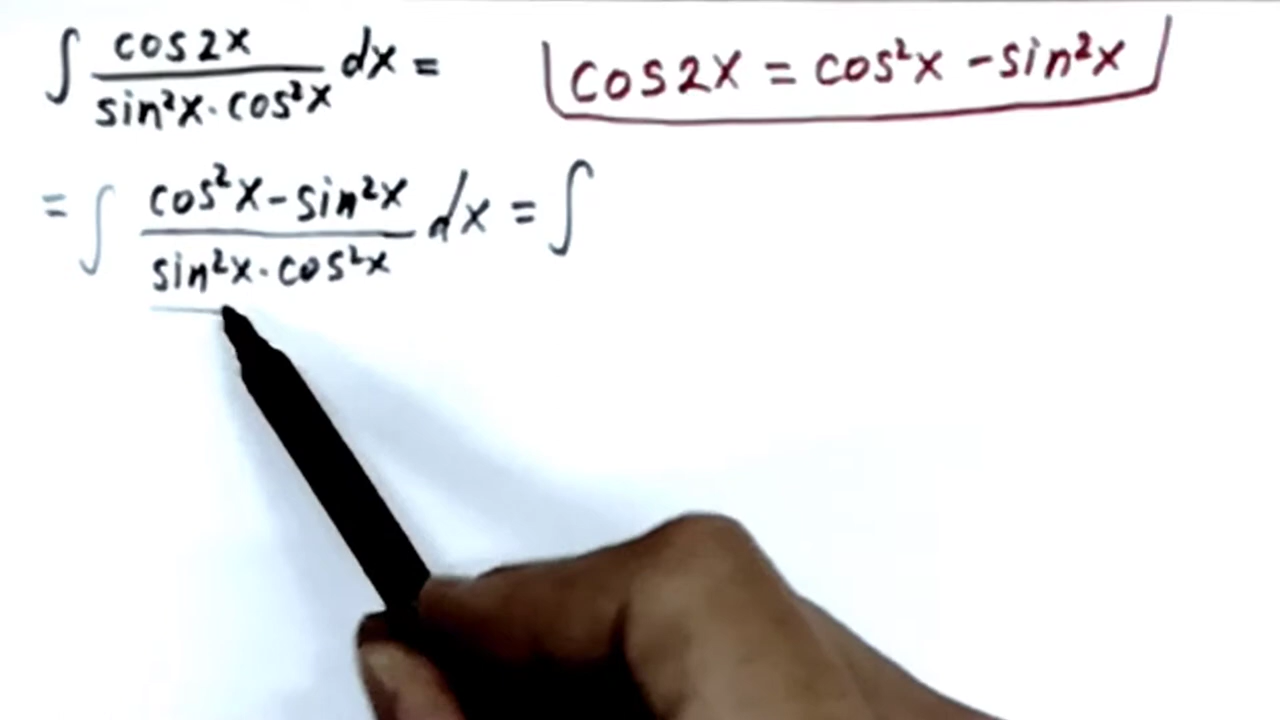 ∫ cos2x / sin²x·cos²x dx =
cos2x = cos²x - sin²x
= ∫ cos²x - sin²x / sin²x·cos²x dx = ∫